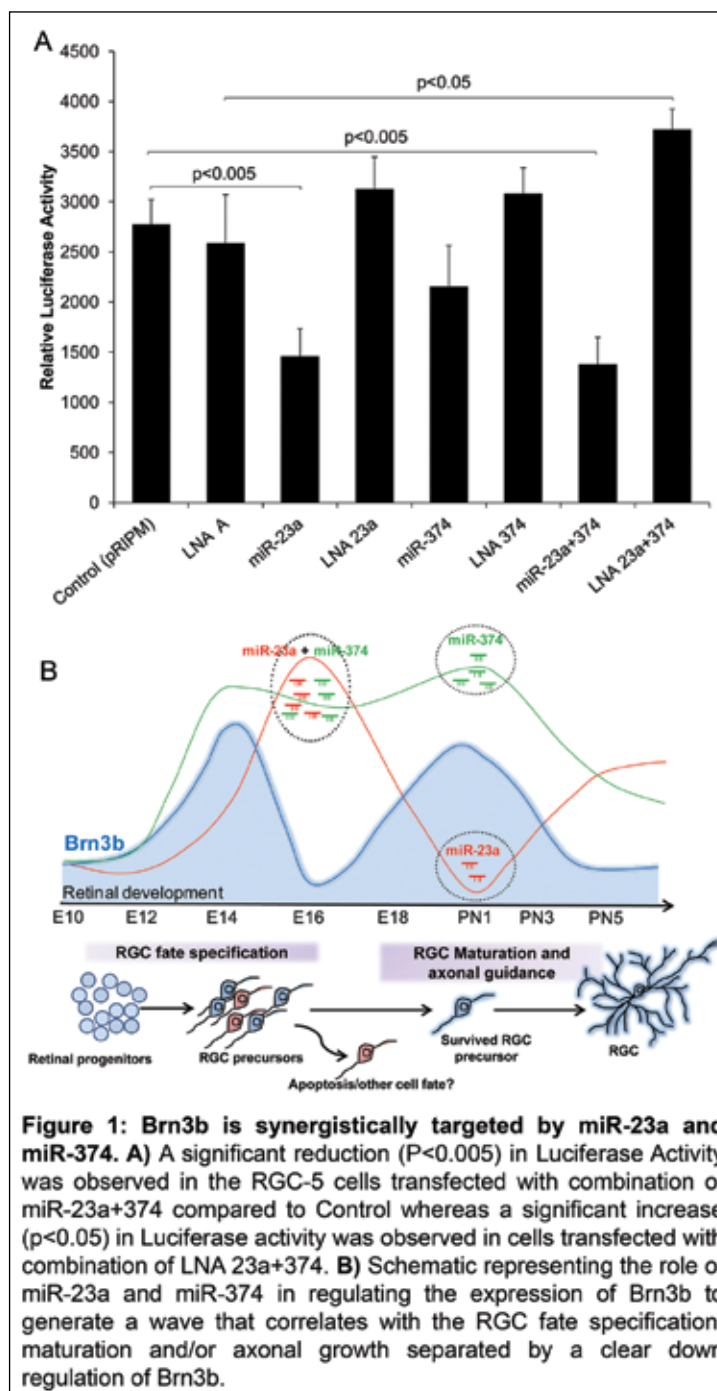 A
4500
4000
3500
3000
2500
2000
1500
1000
500
0
Relative Luciferase Activity
p<0.05
p<0.005
p<0.005
Control (pRIPM)
LNA A
miR-23a
LNA 23a
miR-374
LNA 374
miR-23a+374
LNA 23a+374
B
miR-23a + miR-374
miR-374
miR-23a
Brn3b
Retinal development
E10 E12 E14 E16 E18 PN1 PN3 PN5
RGC fate specification
RGC Maturation and
axonal guidance
Retinal progenitors
RGC precursors
Survived RGC
precursor
RGC
Apoptosis/other cell fate?
Figure 1: Brn3b is synergistically targeted by miR-23a and
miR-374. A) A significant reduction (P<0.005) in Luciferase Activity
was observed in the RGC-5 cells transfected with combination o
miR-23a+374 compared to Control whereas a significant increase
(p<0.05) in Luciferase activity was observed in cells transfected with
combination of LNA 23a+374. B) Schematic representing the role o
miR-23a and miR-374 in regulating the expression of Brn3b to
generate a wave that correlates with the RGC fate specification
maturation and/or axonal growth separated by a clear down
regulation of Brn3b.